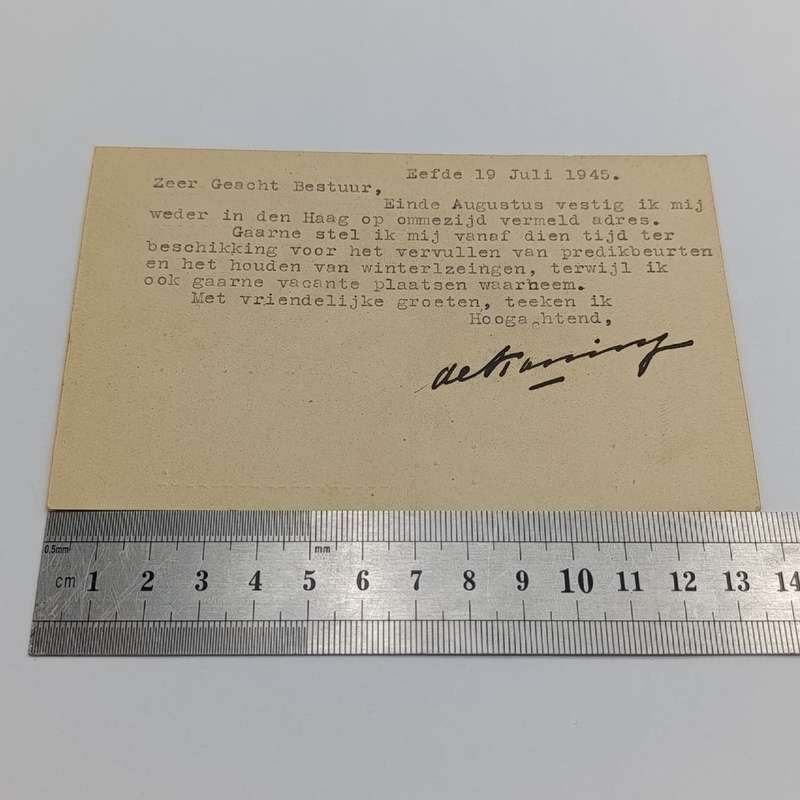 Eefde 19 Juli 1945.
Zeer Geacht Bestuur,
Einde Augustus vestig ik mij
weder in den Haag op ommezijd vermeld adres.
Gaarne stel ik mij vanaf dien tijd ter
beschikking voor het vervullen van predikbeurten
en het houden van winterlzeingen, terwijl ik
ook gaarne vacante plaatsen waarneem.
Met vriendelijke groeten, teeken ik
Hoogachtend,
deKoning
0.5mm
mm
cm 1 2 3 4 5 6 7 8 9 10 11 12 13 14